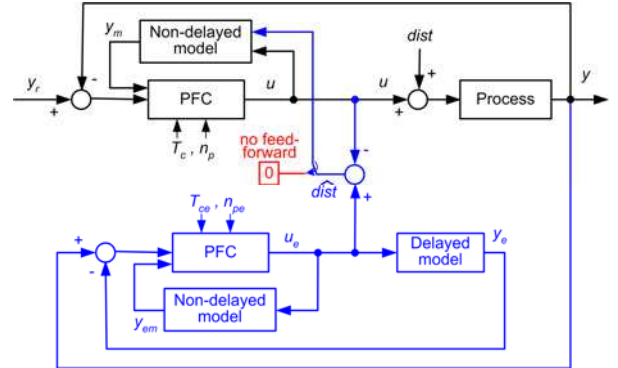 y_m
Non-delayed
model
dist
y_r
+
-
PFC
u
u
+
+
Process
y
T_c , n_p
no feed-
forward
0
dist
-
+
T_ce , n_pe
+
-
PFC
u_e
Delayed
model
y_e
Non-delayed
model
y_em